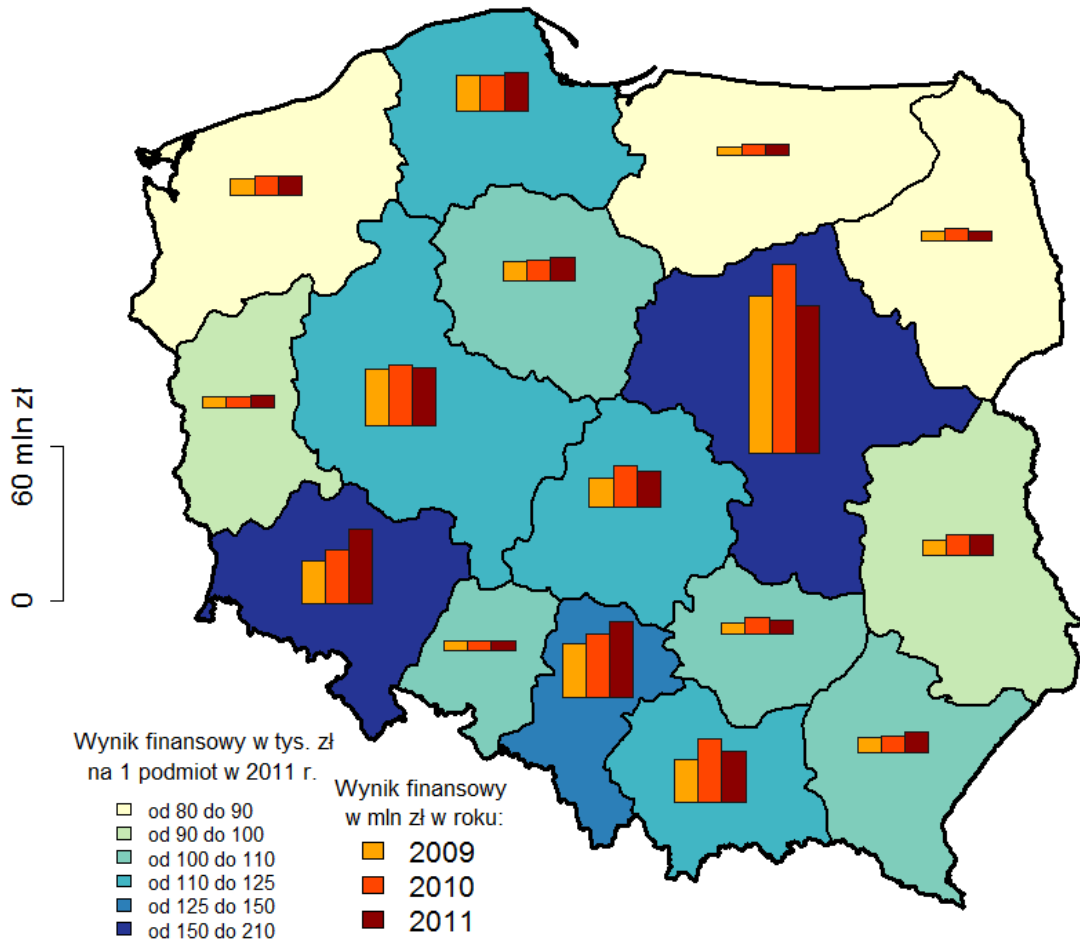 60 mln zł
0
Wynik finansowy w tys. zł
na 1 podmiot w 2011 r.
od 80 do 90
od 90 do 100
od 100 do 110
od 110 do 125
od 125 do 150
od 150 do 210
Wynik finansowy
w mln zł w roku:
2009
2010
2011